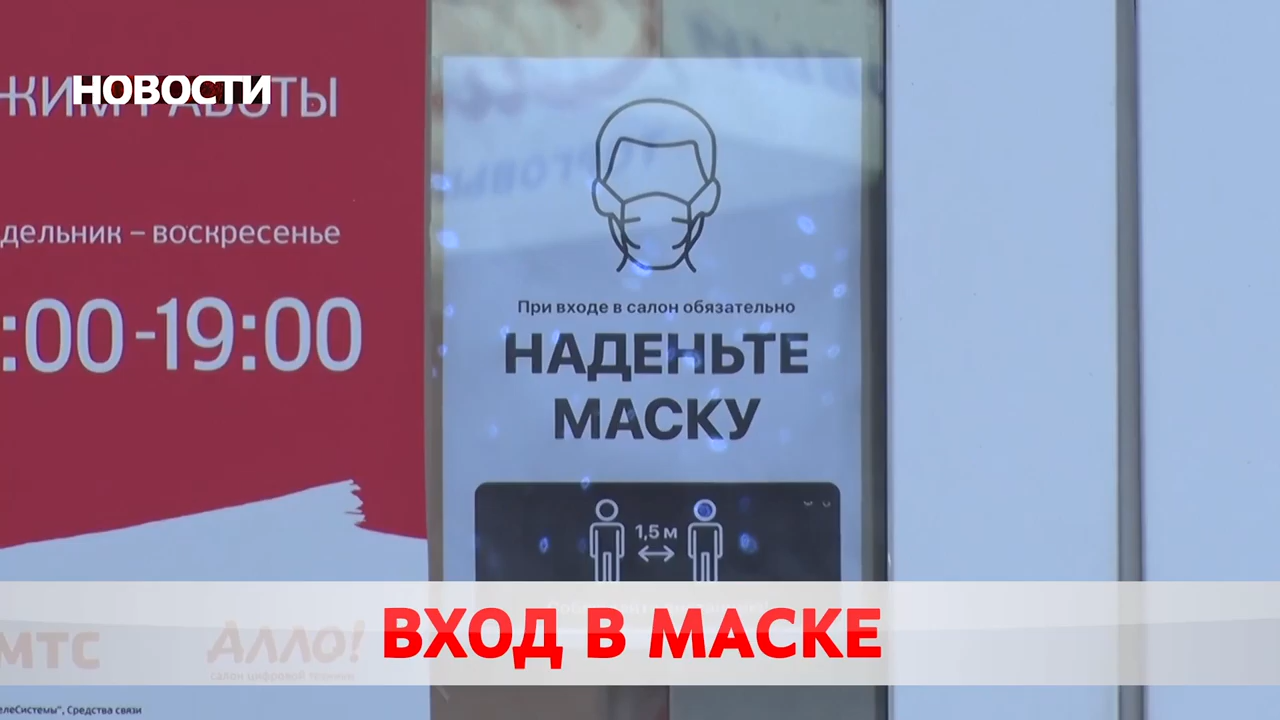 НОВОСТИ
ЖИМ РАБОТЫ
дельник – воскресенье
:00-19:00
При входе в салон обязательно
НАДЕНЬТЕ
МАСКУ
1,5 м
ВХОД В МАСКЕ
МТС
Алло!
салон цифровой техники
елеСистемы", Средства связи